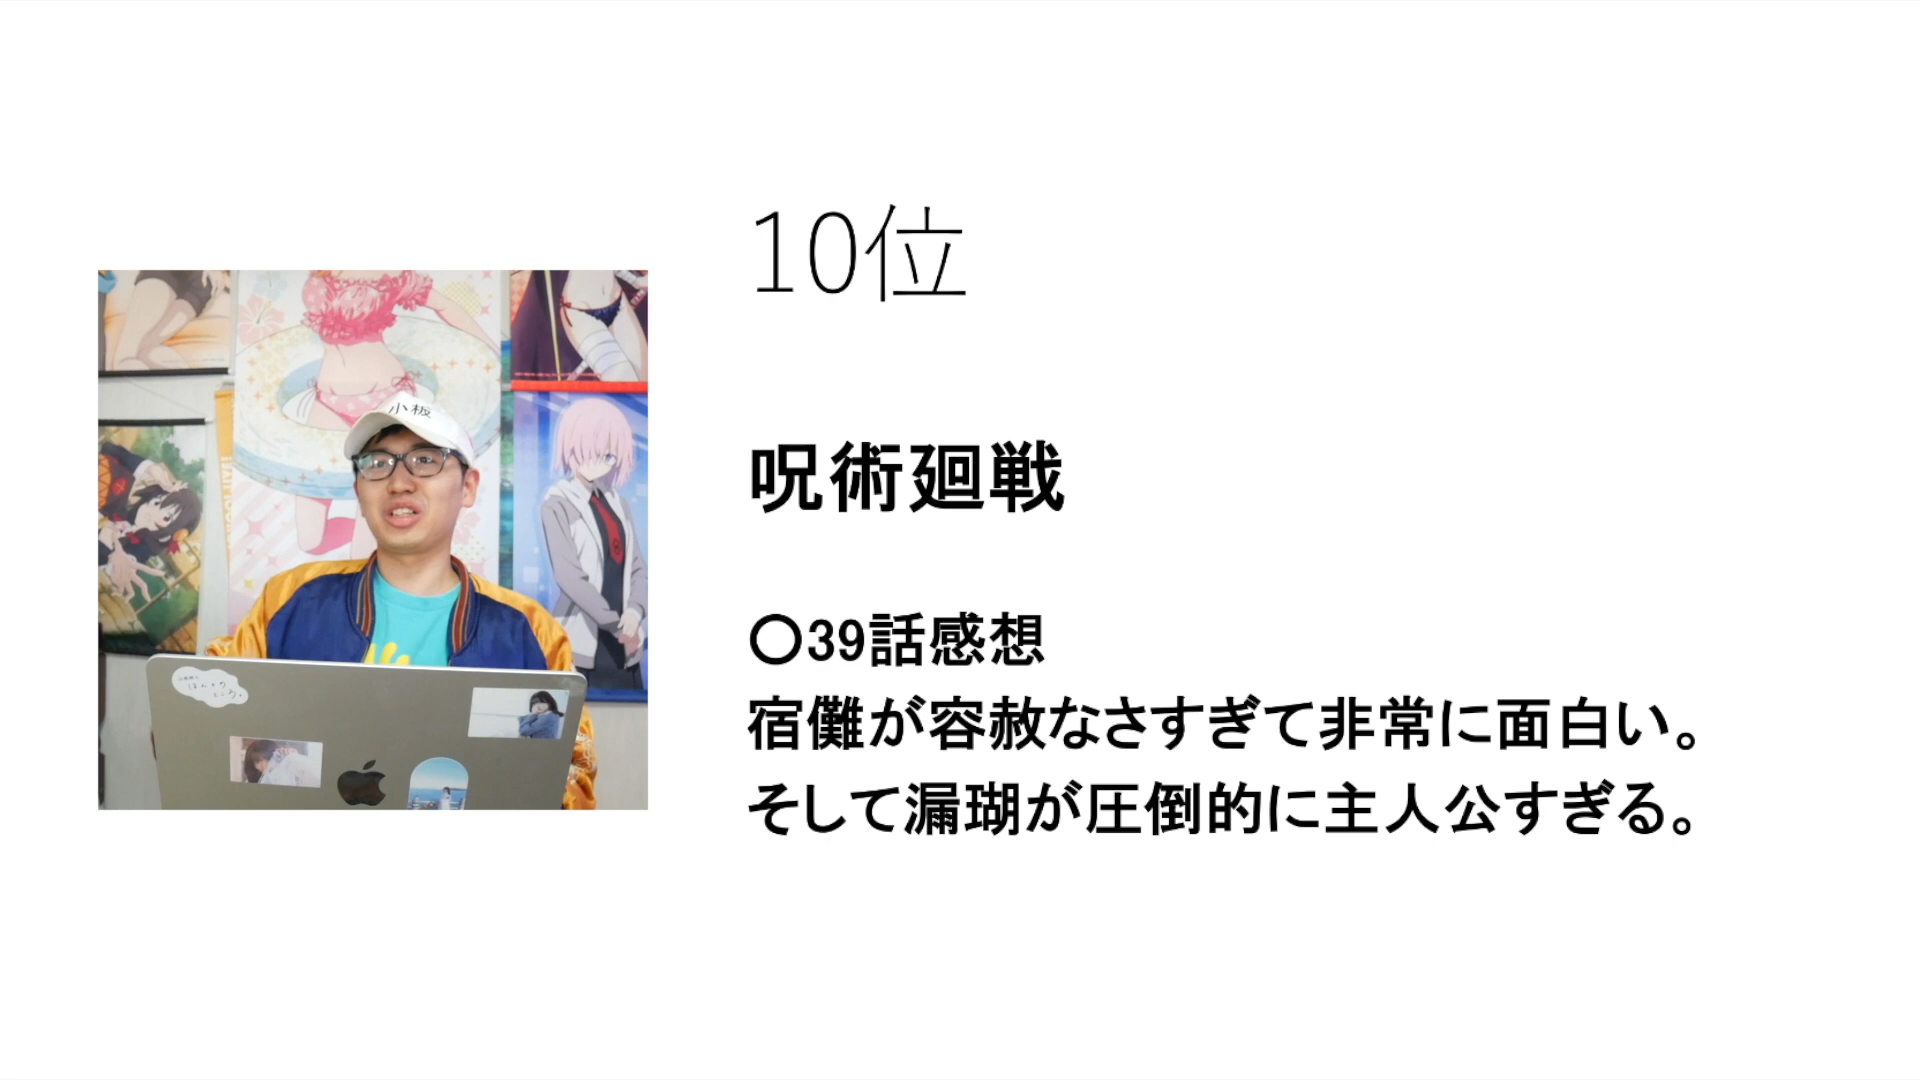 10位
呪術廻戦
〇39話感想
宿儺が容赦なさすぎて非常に面白い。
そして漏瑚が圧倒的に主人公すぎる。
小板